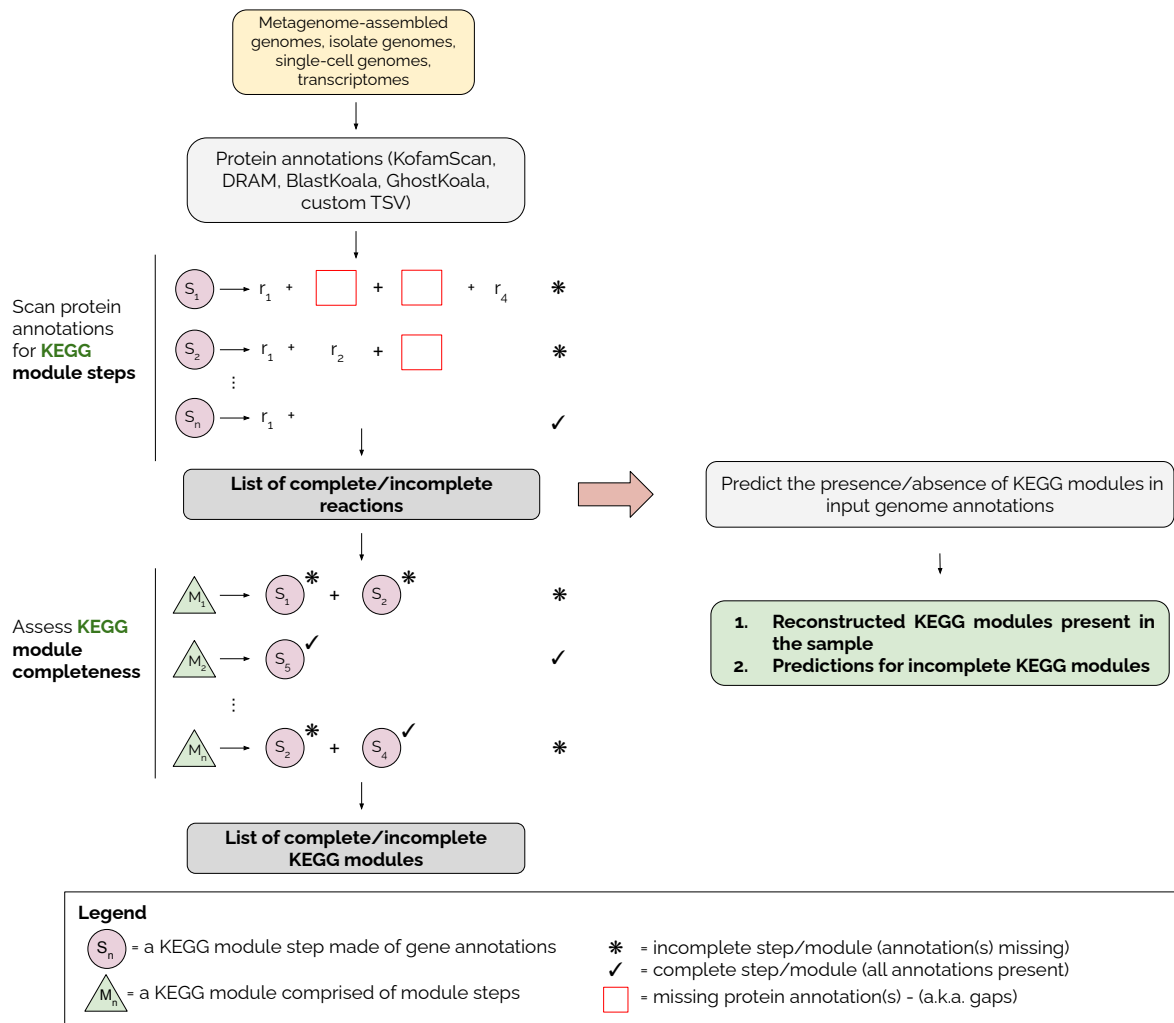 Metagenome-assembled
genomes, isolate genomes,
single-cell genomes,
transcriptomes
Protein annotations (KofamScan,
DRAM, BlastKoala, GhostKoala,
custom TSV)
Scan protein
annotations
for KEGG
module steps
S1 r1 + + + r4 *
S2 r1 + r2 + *
⋮
Sn r1 + ✓
List of complete/incomplete
reactions
Predict the presence/absence of KEGG modules in
input genome annotations
Assess KEGG
module
completeness
M1 S1* + S2* *
M2 S5✓ ✓
⋮
Mn S2* + S4✓ *
1. Reconstructed KEGG modules present in
the sample
2. Predictions for incomplete KEGG modules
List of complete/incomplete
KEGG modules
Legend
Sn = a KEGG module step made of gene annotations
Mn = a KEGG module comprised of module steps
* = incomplete step/module (annotation(s) missing)
✓ = complete step/module (all annotations present)
= missing protein annotation(s) - (a.k.a. gaps)